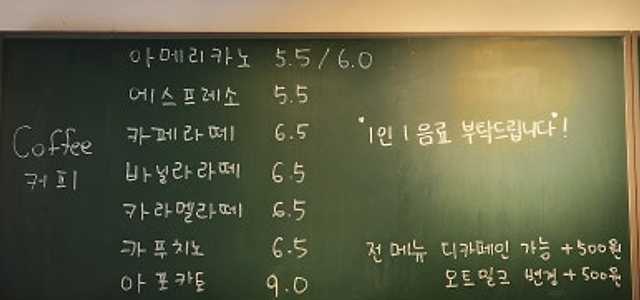 아메리카노 5.5/6.0
에스프레소 5.5
Coffee
커피
카페라떼 6.5
바닐라라떼 6.5
카라멜라떼 6.5
카푸치노 6.5
아포카토 9.0
"1인 1음료 부탁드립니다"!
전메뉴 디카페인 가능 +500원
오트밀크 변경 +500원